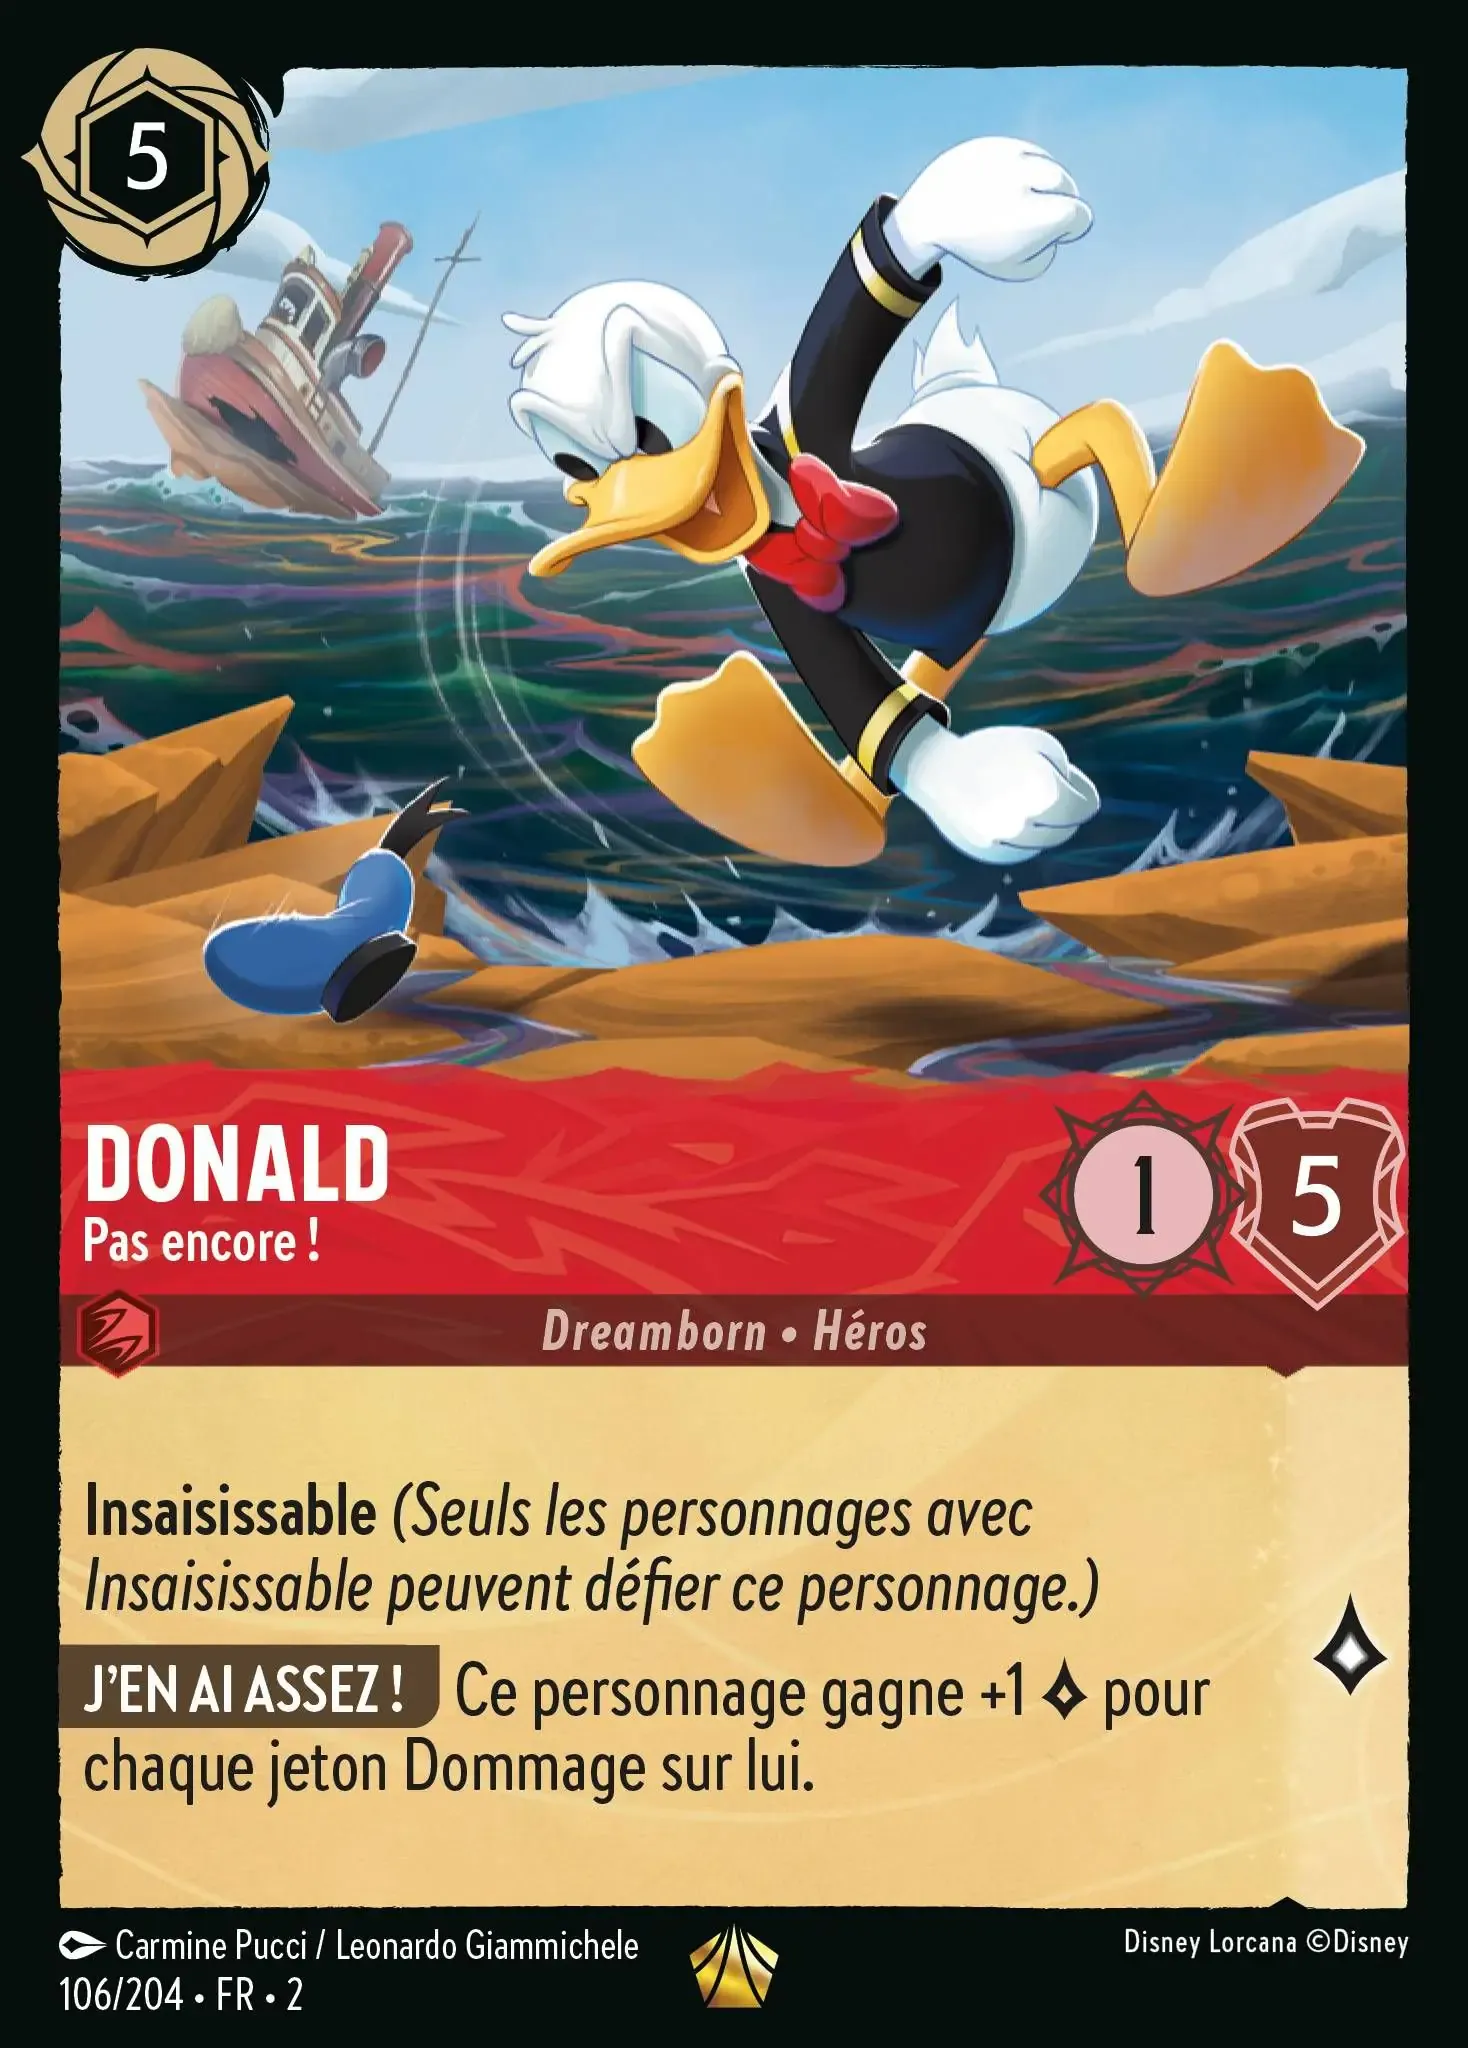 5
DONALD
Pas encore !
1
5
Dreamborn • Héros
Insaisissable (Seuls les personnages avec
Insaisissable peuvent défier ce personnage.)
J'EN AI ASSEZ ! Ce personnage gagne +1 pour
chaque jeton Dommage sur lui.
Carmine Pucci / Leonardo Giammichele
Disney Lorcana ©Disney
106/204 • FR • 2